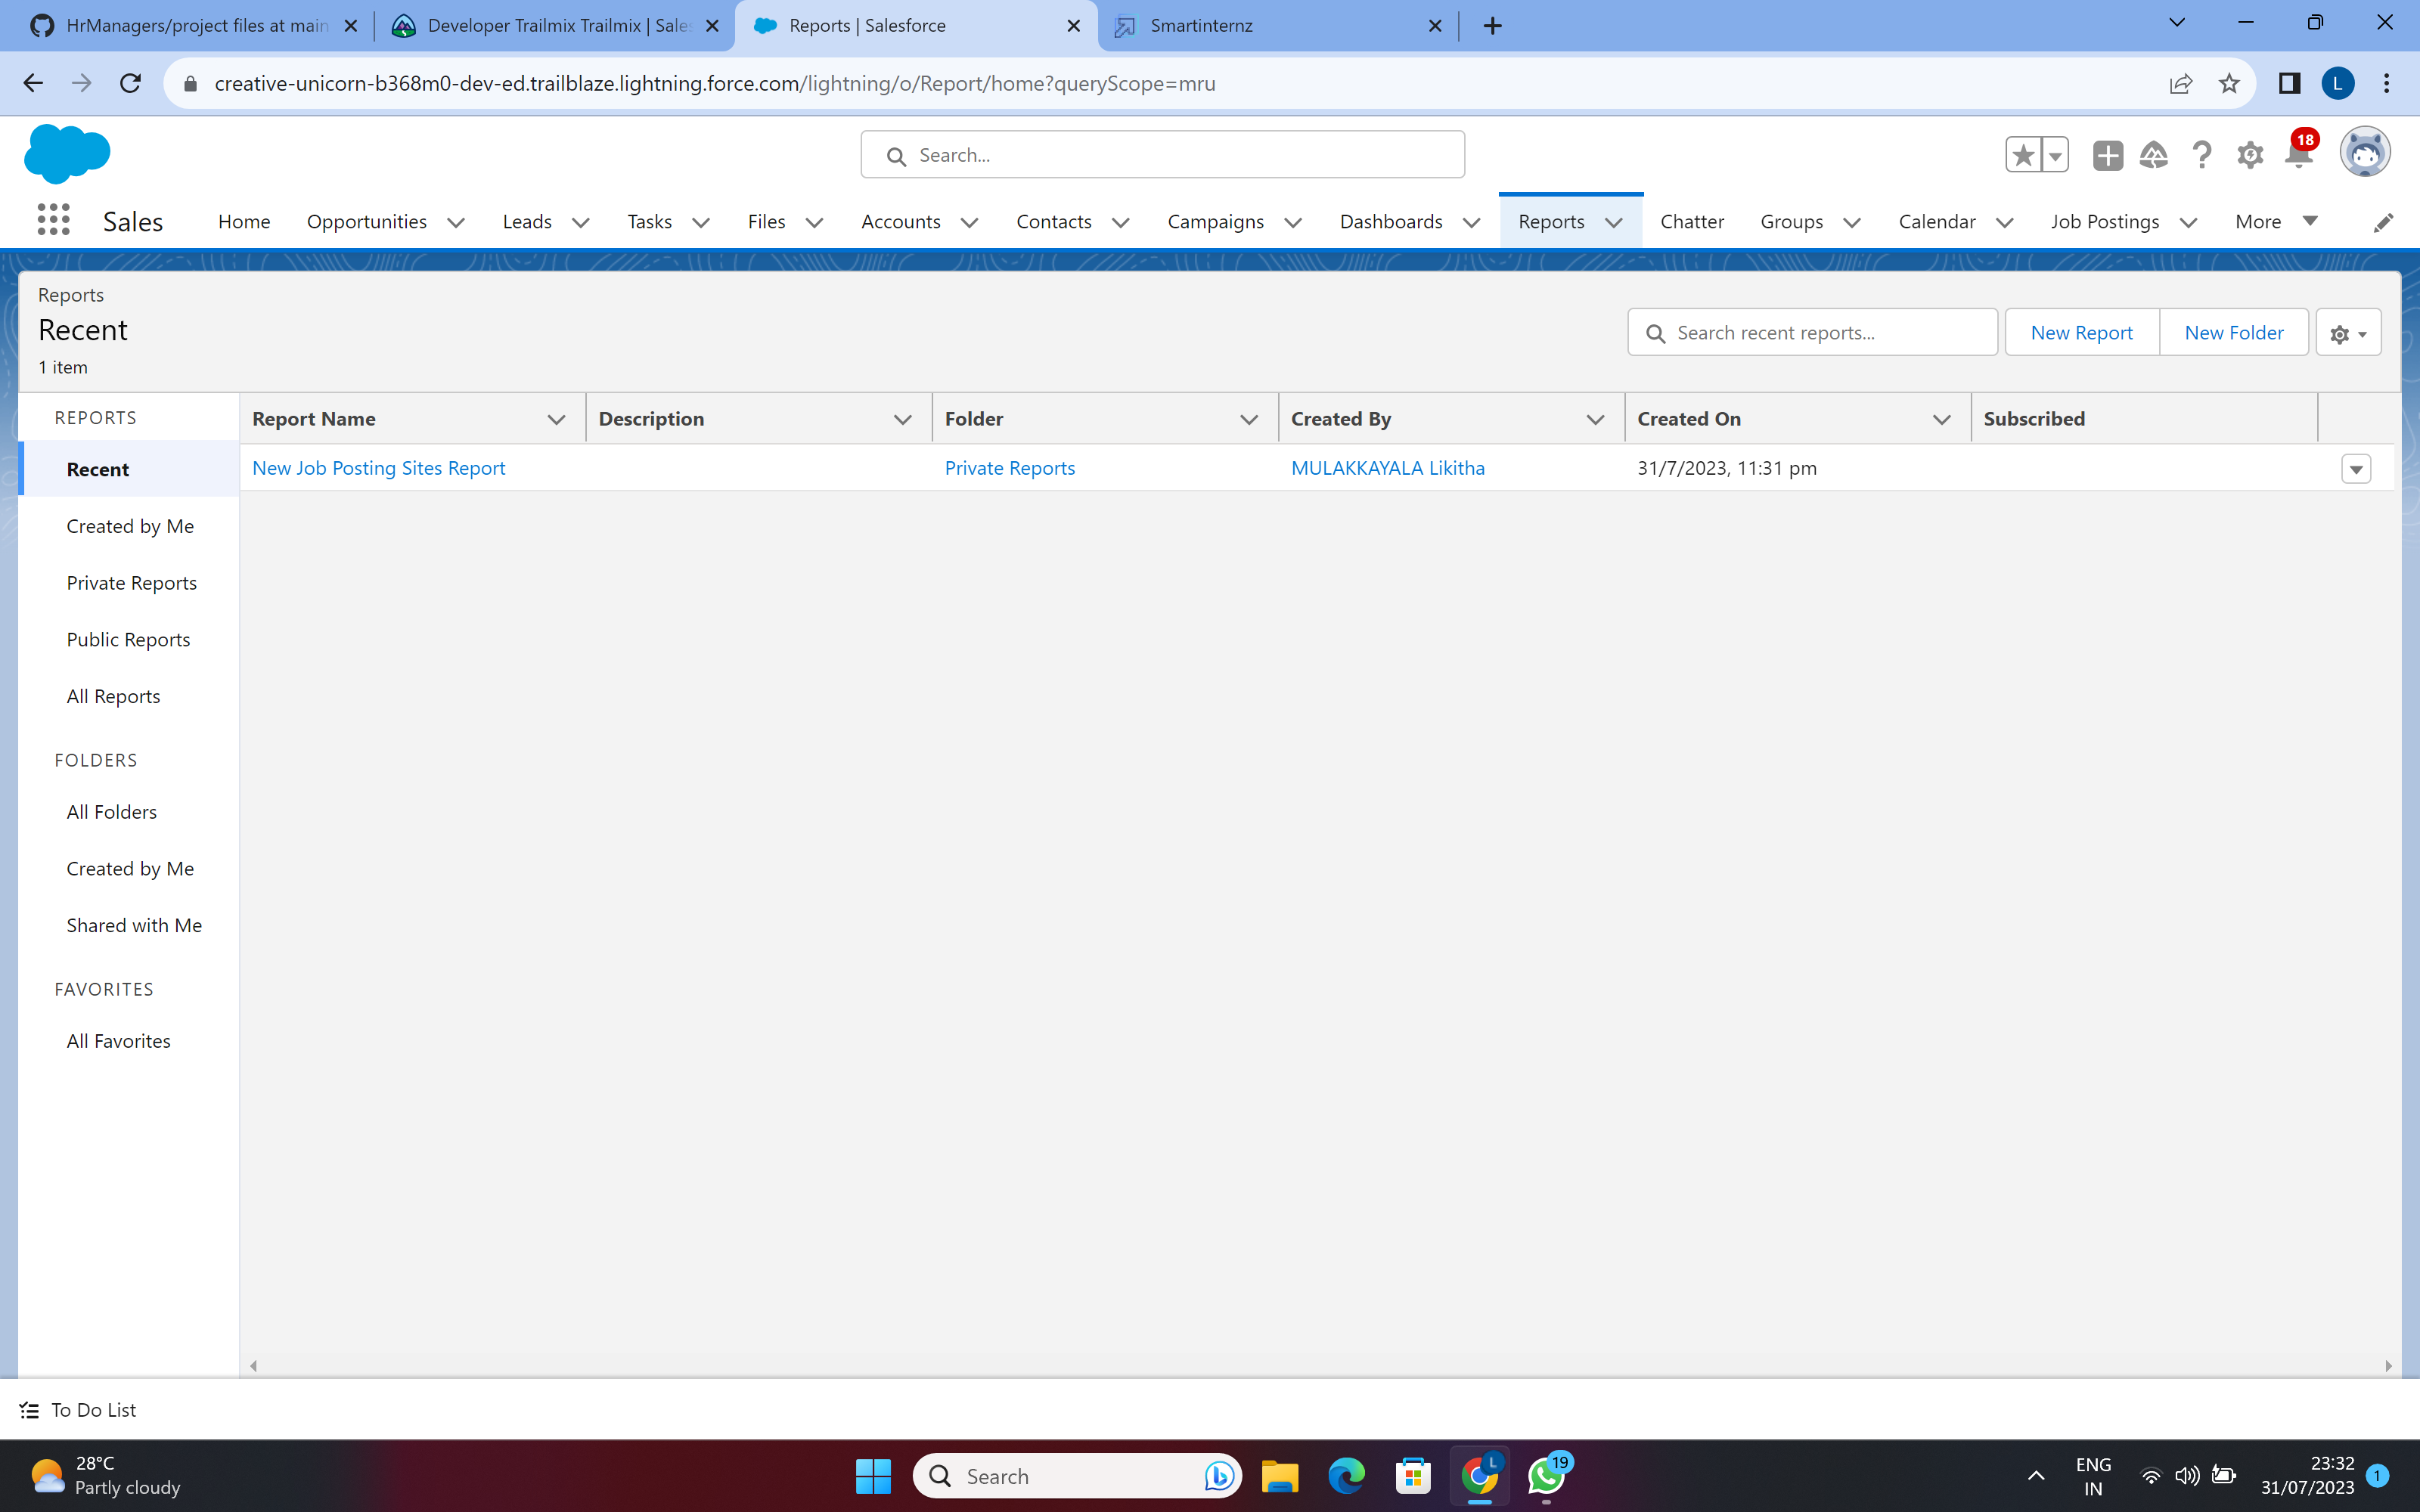 HrManagers/project files at main
Developer Trailmix Trailmix | Sales
Reports | Salesforce
Smartinternz
creative-unicorn-b368m0-dev-ed.trailblaze.lightning.force.com/lightning/o/Report/home?queryScope=mru
L
Search...
18
Sales Home Opportunities Leads Tasks Files Accounts Contacts Campaigns Dashboards Reports Chatter Groups Calendar Job Postings More
Reports
Recent
1 item
Search recent reports...
New Report
New Folder
REPORTS
Recent
Created by Me
Private Reports
Public Reports
All Reports
FOLDERS
All Folders
Created by Me
Shared with Me
FAVORITES
All Favorites
Report Name Description Folder Created By Created On Subscribed
New Job Posting Sites Report Private Reports MULAKKAYALA Likitha 31/7/2023, 11:31 pm
To Do List
28°C
Partly cloudy
Search
L
19
ENG
IN
23:32
31/07/2023
1